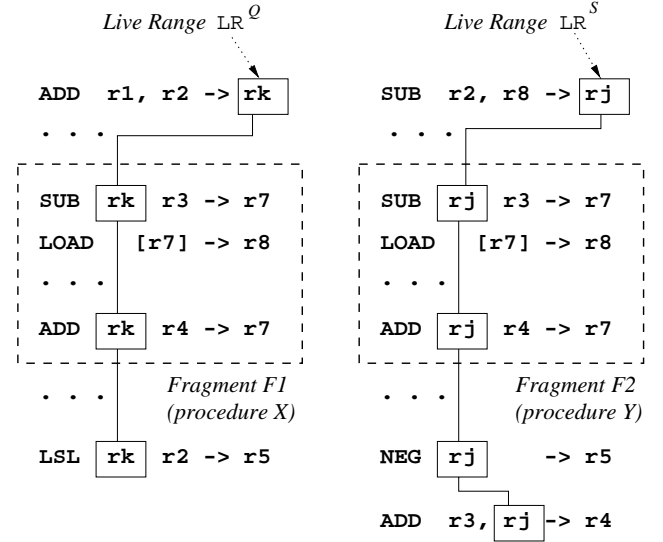 Live Range LR^Q
ADD r1, r2 -> rk
. . .
SUB rk r3 -> r7
LOAD [r7] -> r8
. . .
ADD rk r4 -> r7
Fragment F1
(procedure X)
. . .
LSL rk r2 -> r5
Live Range LR^S
SUB r2, r8 -> rj
. . .
SUB rj r3 -> r7
LOAD [r7] -> r8
. . .
ADD rj r4 -> r7
Fragment F2
(procedure Y)
. . .
NEG rj -> r5
ADD r3, rj -> r4